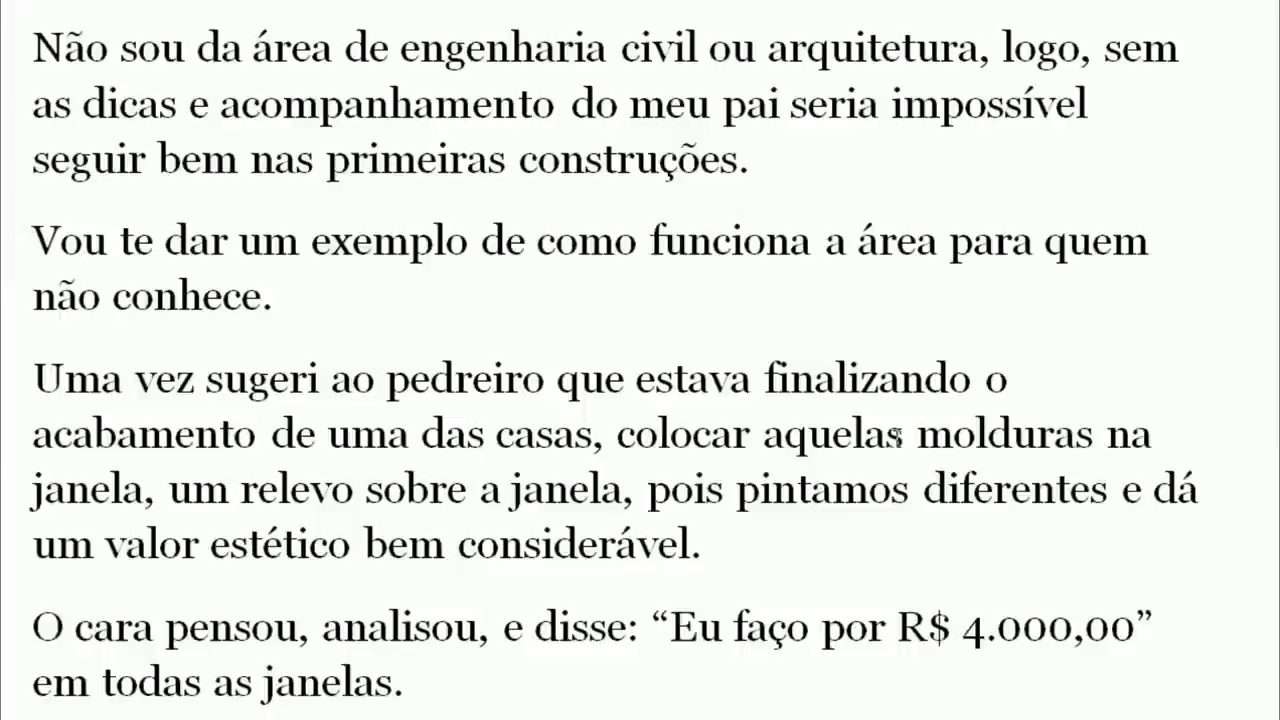 Não sou da área de engenharia civil ou arquitetura, logo, sem
as dicas e acompanhamento do meu pai seria impossível
seguir bem nas primeiras construções.
Vou te dar um exemplo de como funciona a área para quem
não conhece.
Uma vez sugeri ao pedreiro que estava finalizando o
acabamento de uma das casas, colocar aquelas molduras na
janela, um relevo sobre a janela, pois pintamos diferentes e dá
um valor estético bem considerável.
O cara pensou, analisou, e disse: “Eu faço por R$ 4.000,00”
em todas as janelas.